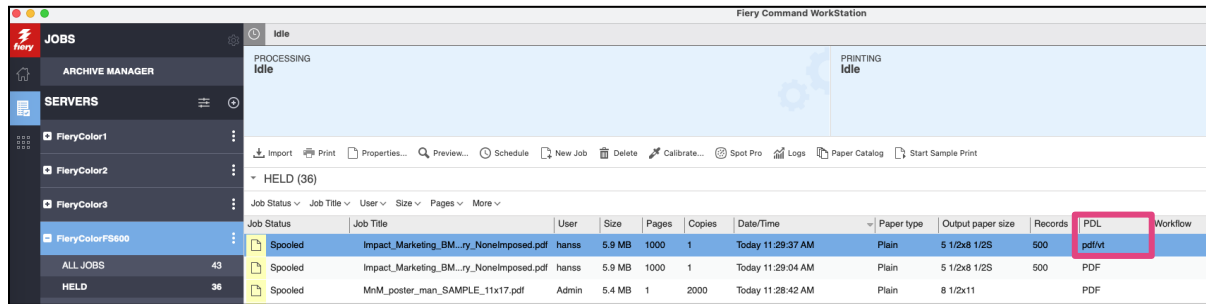 Fiery Command WorkStation
fiery
JOBS
Idle
ARCHIVE MANAGER
PROCESSING
Idle
PRINTING
Idle
SERVERS
FieryColor1
Import Print Properties... Preview... Schedule New Job Delete Calibrate... Spot Pro Logs Paper Catalog Start Sample Print
FieryColor2
HELD (36)
FieryColor3
Job Status Job Title User Size Pages More
Job Status Job Title User Size Pages Copies Date/Time Paper type Output paper size Records PDL Workflow
FieryColorFS600
Spooled Impact_Marketing_BM...ry_NoneImposed.pdf hanss 5.9 MB 1000 1 Today 11:29:37 AM Plain 5 1/2x8 1/2S 500 pdf/vt
ALL JOBS 43
Spooled Impact_Marketing_BM...ry_NoneImposed.pdf hanss 5.9 MB 1000 1 Today 11:29:04 AM Plain 5 1/2x8 1/2S 500 PDF
HELD 36
Spooled MnM_poster_man_SAMPLE_11x17.pdf Admin 5.4 MB 1 2000 Today 11:28:42 AM Plain 8 1/2x11 PDF